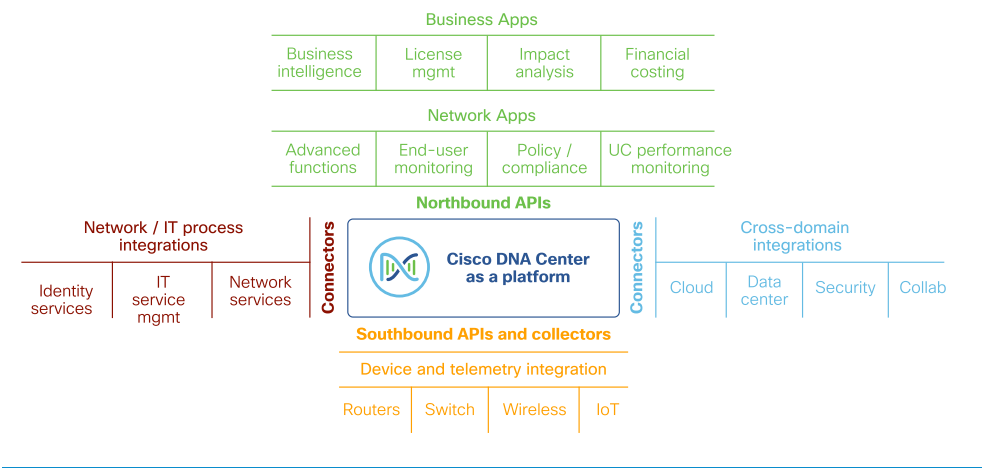 Business Apps
Business intelligence
License mgmt
Impact analysis
Financial costing
Network Apps
Advanced functions
End-user monitoring
Policy / compliance
UC performance monitoring
Northbound APIs
Network / IT process integrations
Identity services
IT service mgmt
Network services
Connectors
Cisco DNA Center
as a platform
Connectors
Cross-domain integrations
Cloud
Data center
Security
Collab
Southbound APIs and collectors
Device and telemetry integration
Routers
Switch
Wireless
IoT